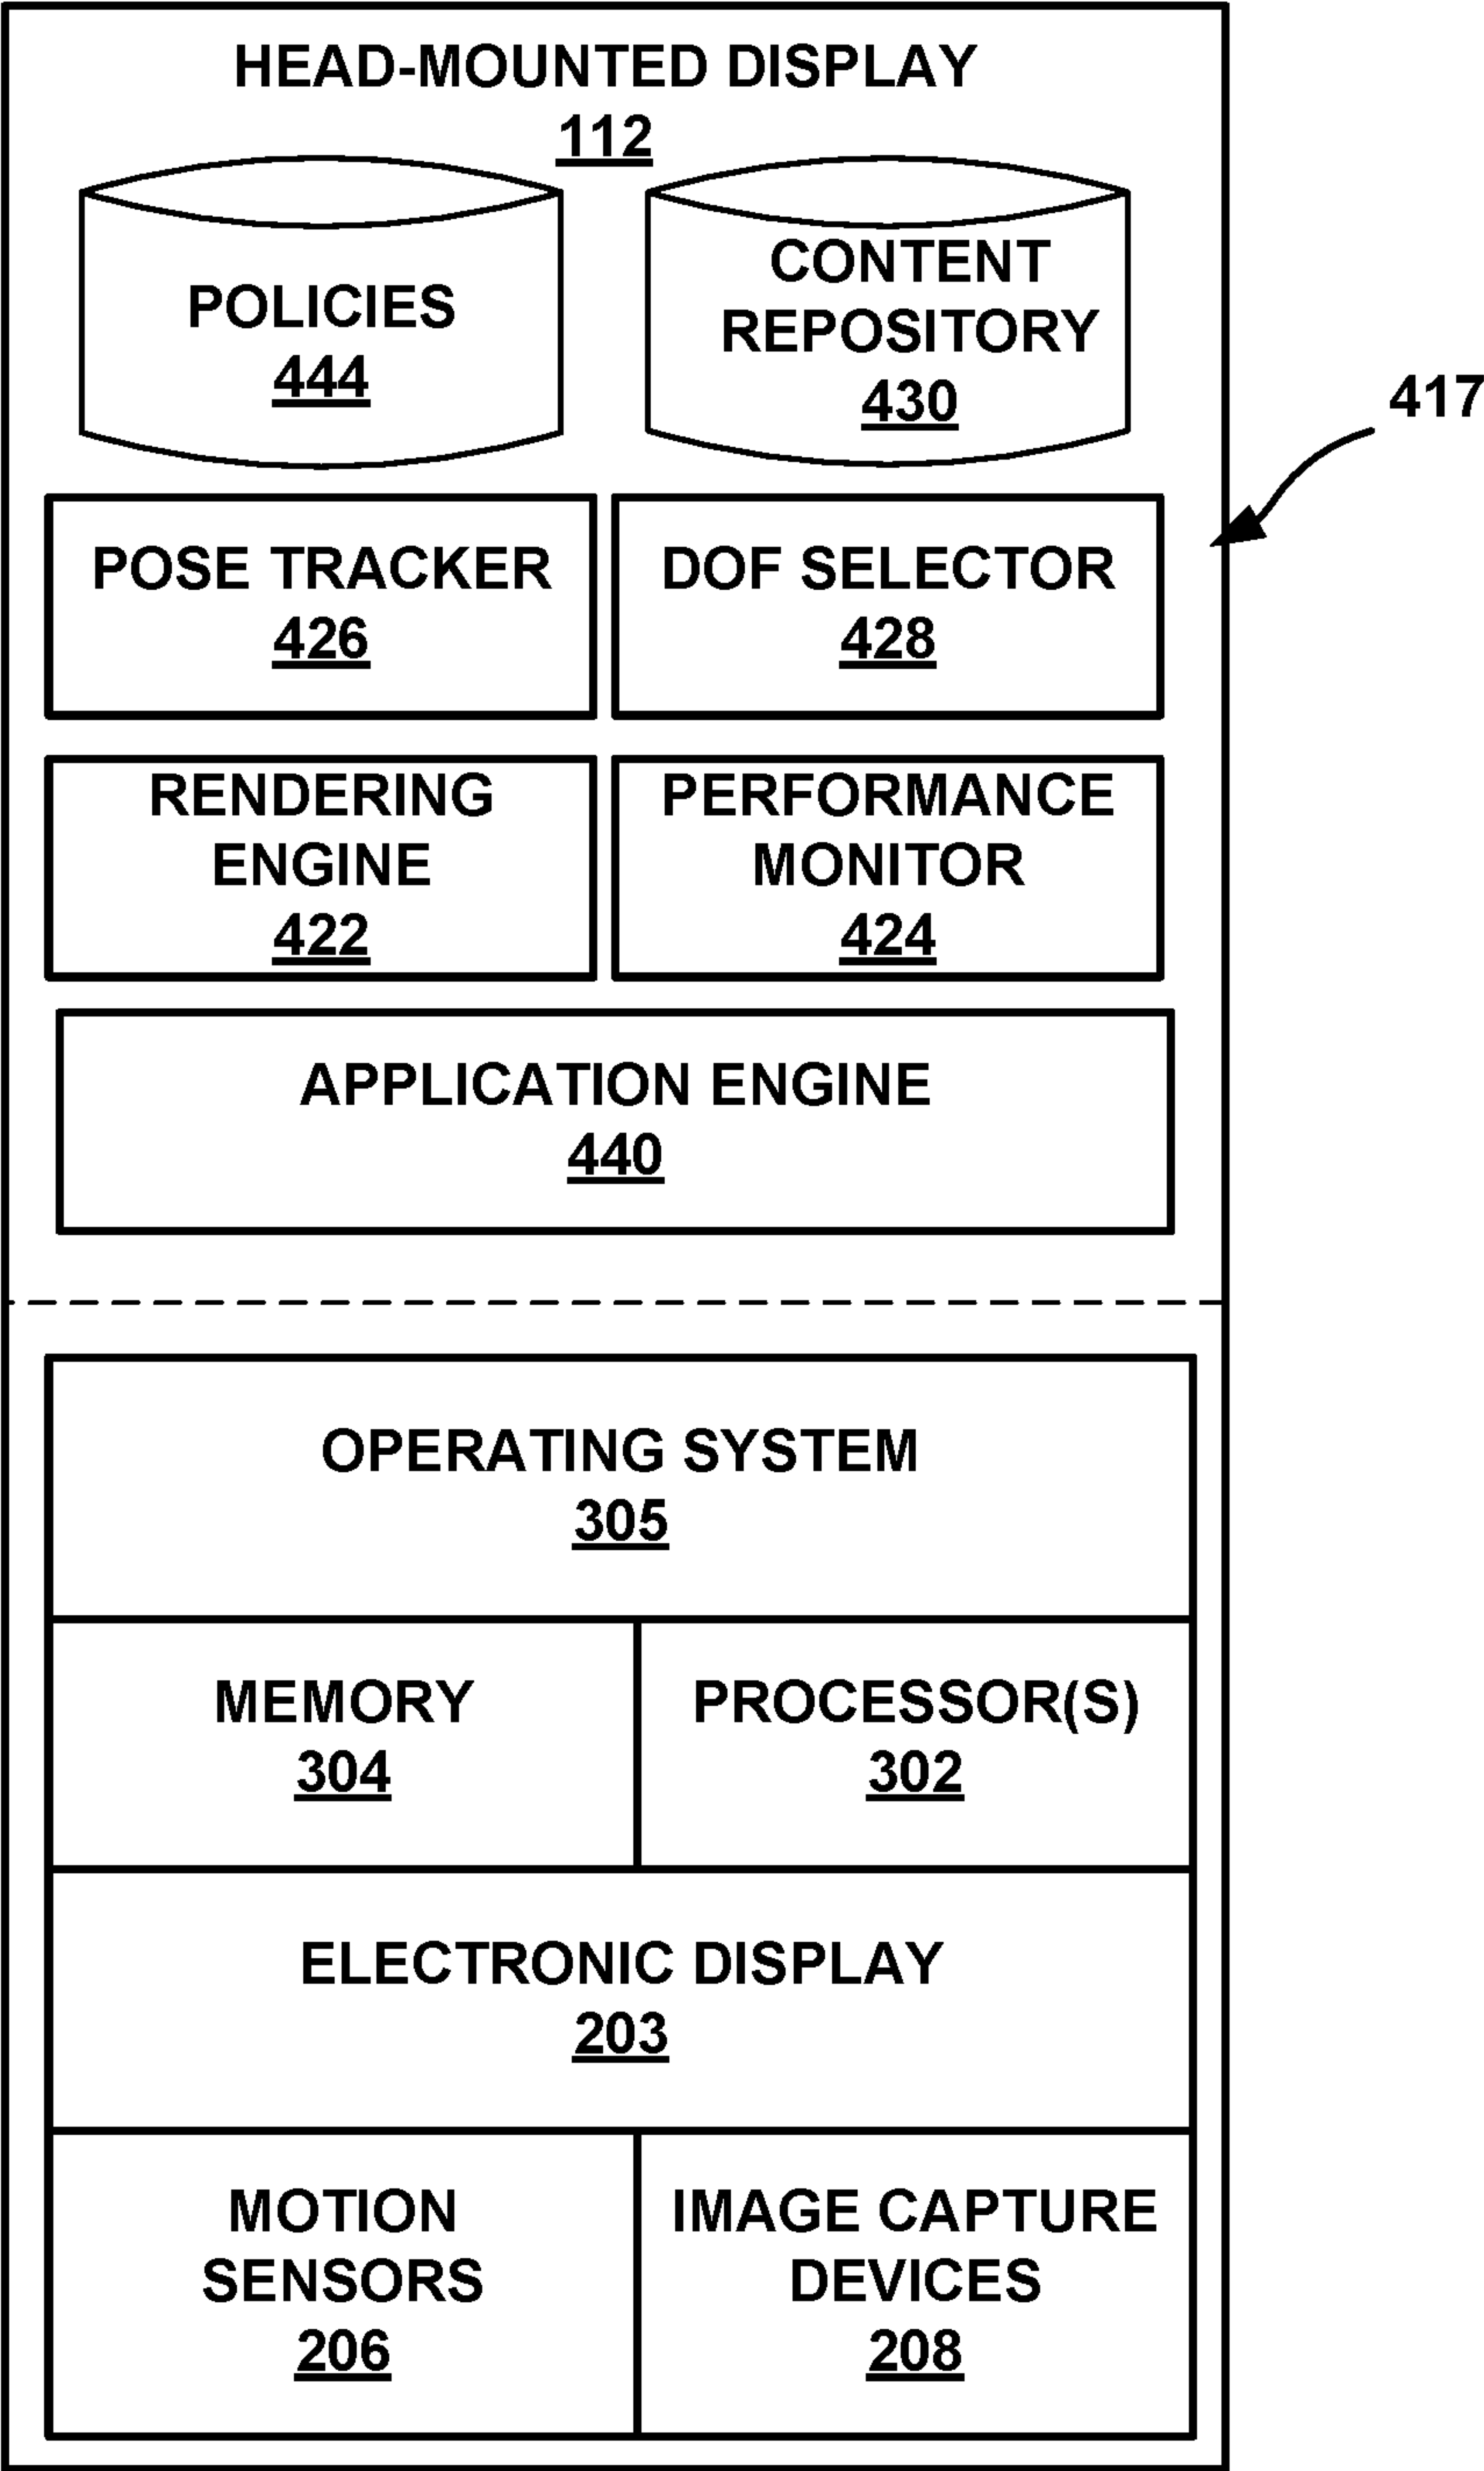 HEAD-MOUNTED DISPLAY
112
POLICIES
444
CONTENT
REPOSITORY
430
417
POSE TRACKER
426
DOF SELECTOR
428
RENDERING
ENGINE
422
PERFORMANCE
MONITOR
424
APPLICATION ENGINE
440
OPERATING SYSTEM
305
MEMORY
304
PROCESSOR(S)
302
ELECTRONIC DISPLAY
203
MOTION
SENSORS
206
IMAGE CAPTURE
DEVICES
208